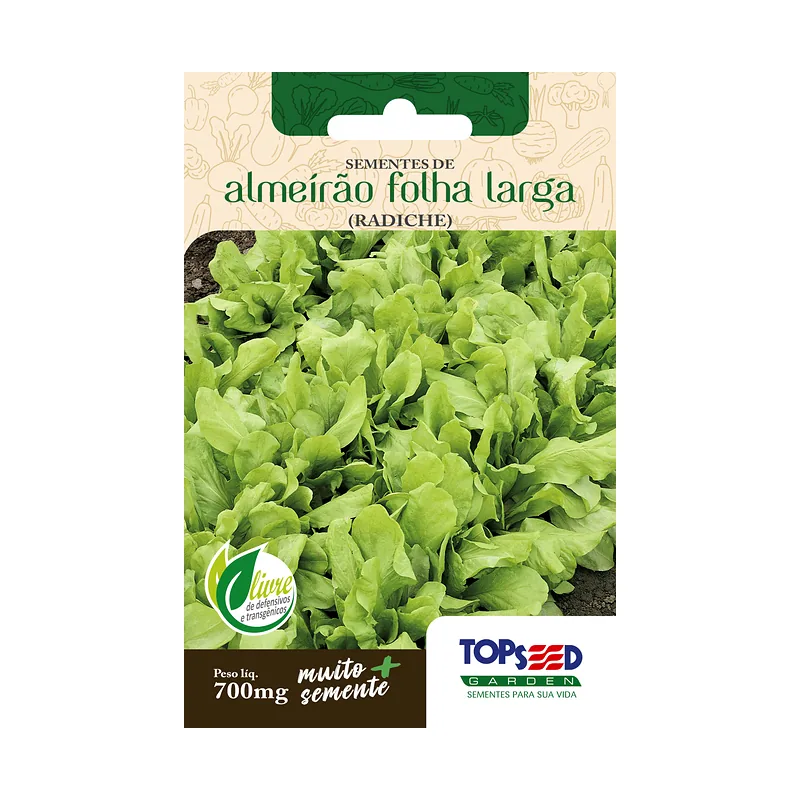 SEMENTES DE
almeirão folha larga
(RADICHE)
livre
de defensivos
e transgênicos
Peso líq.
700mg
muito +
semente
TOPSEED
GARDEN
SEMENTES PARA SUA VIDA